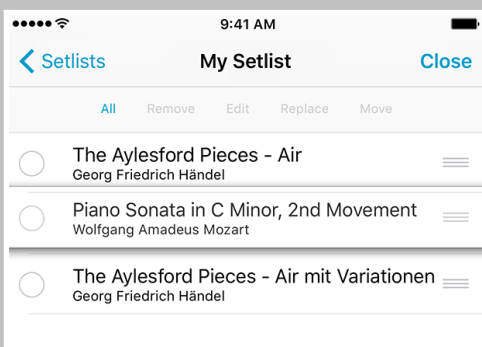 9:41 AM
Setlists My Setlist Close
All Remove Edit Replace Move
The Aylesford Pieces - Air
Georg Friedrich Händel
Piano Sonata in C Minor, 2nd Movement
Wolfgang Amadeus Mozart
The Aylesford Pieces - Air mit Variationen
Georg Friedrich Händel